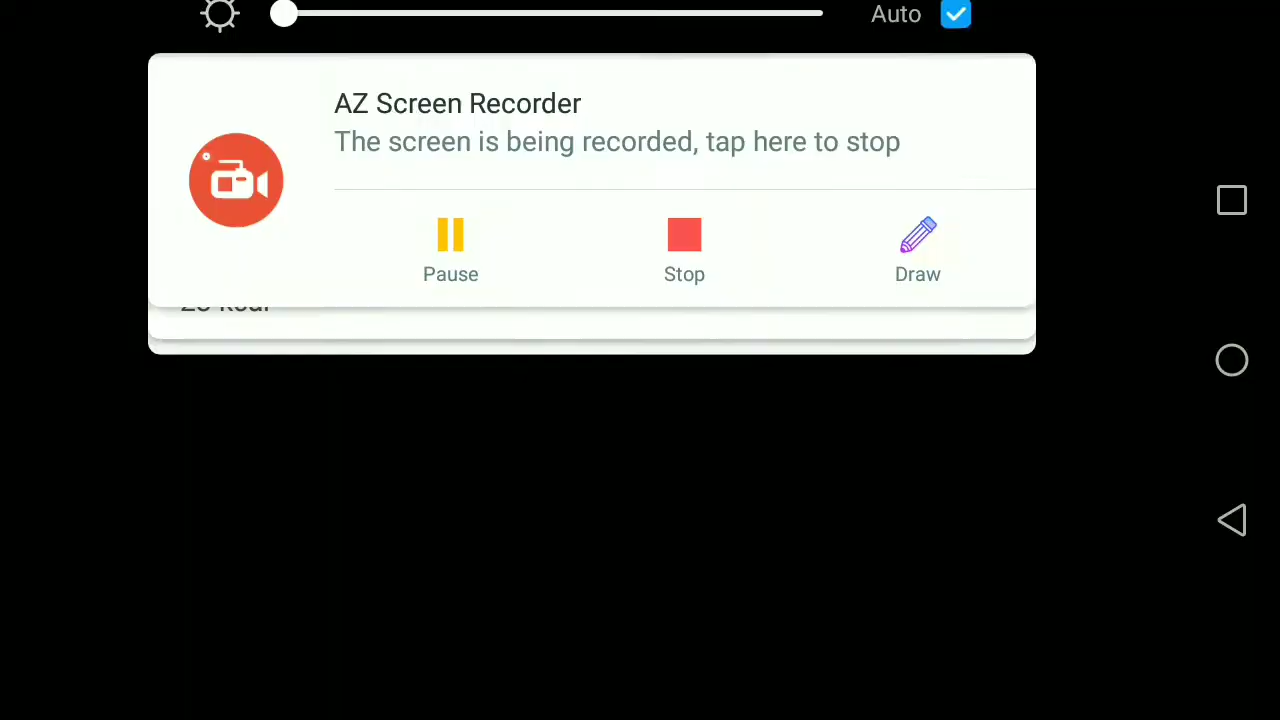 Auto
AZ Screen Recorder
The screen is being recorded, tap here to stop
Pause
Stop
Draw